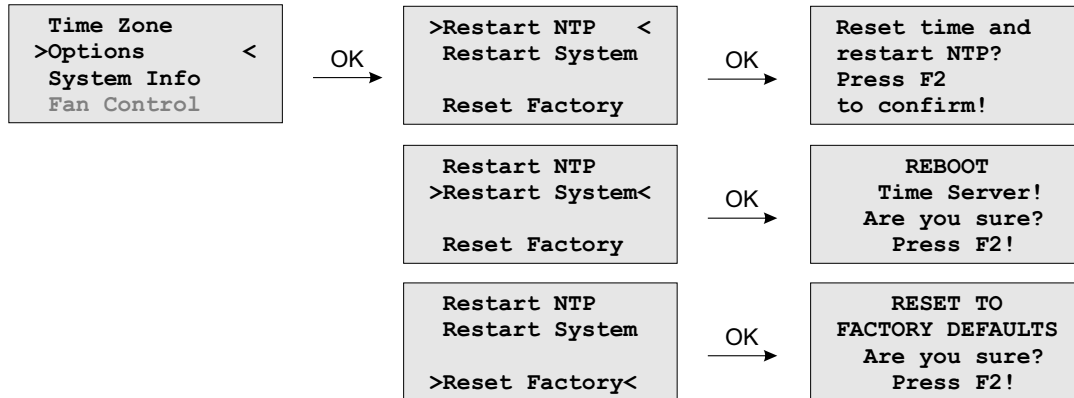 Time Zone
>Options <
System Info
Fan Control
OK
>Restart NTP <
Restart System
Reset Factory
OK
Reset time and
restart NTP?
Press F2
to confirm!
Restart NTP
>Restart System<
Reset Factory
OK
REBOOT
Time Server!
Are you sure?
Press F2!
Restart NTP
Restart System
>Reset Factory<
OK
RESET TO
FACTORY DEFAULTS
Are you sure?
Press F2!